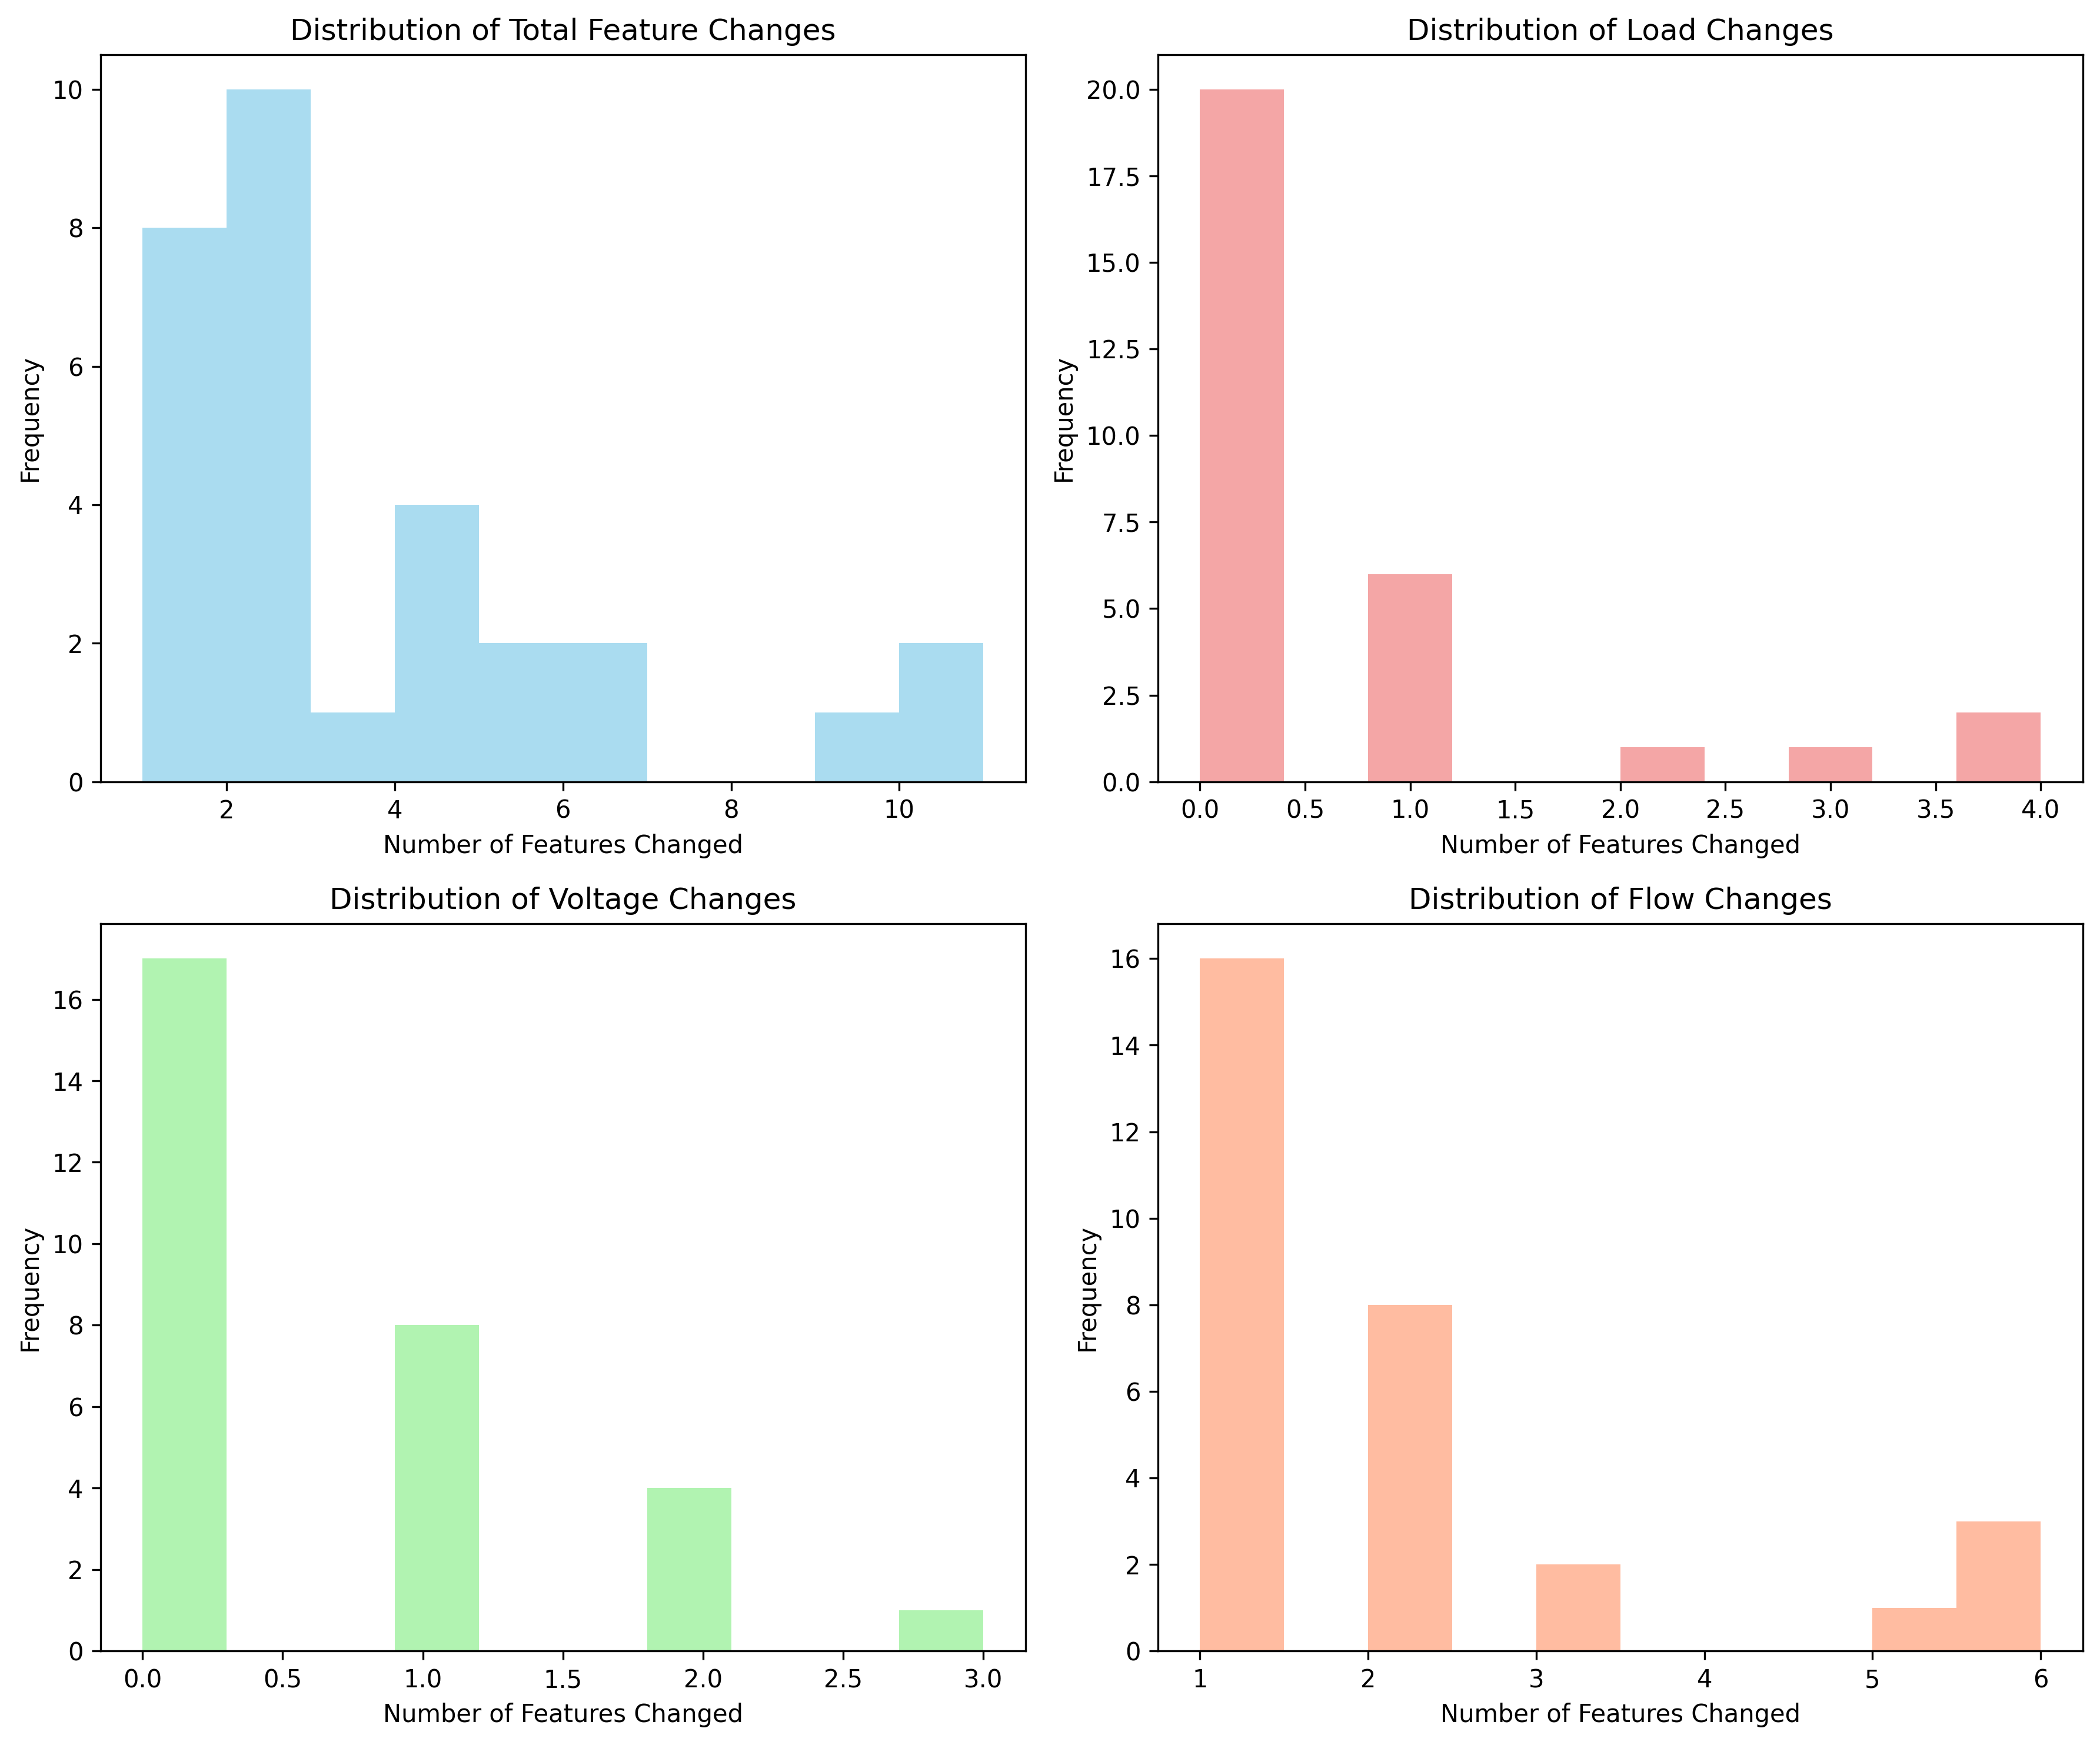 Distribution of Total Feature Changes
10
8
6
4
2
0
Frequency
2 4 6 8 10
Number of Features Changed
Distribution of Load Changes
20.0
17.5
15.0
12.5
10.0
7.5
5.0
2.5
0.0
Frequency
0.0 0.5 1.0 1.5 2.0 2.5 3.0 3.5 4.0
Number of Features Changed
Distribution of Voltage Changes
16
14
12
10
8
6
4
2
0
Frequency
0.0 0.5 1.0 1.5 2.0 2.5 3.0
Number of Features Changed
Distribution of Flow Changes
16
14
12
10
8
6
4
2
0
Frequency
1 2 3 4 5 6
Number of Features Changed